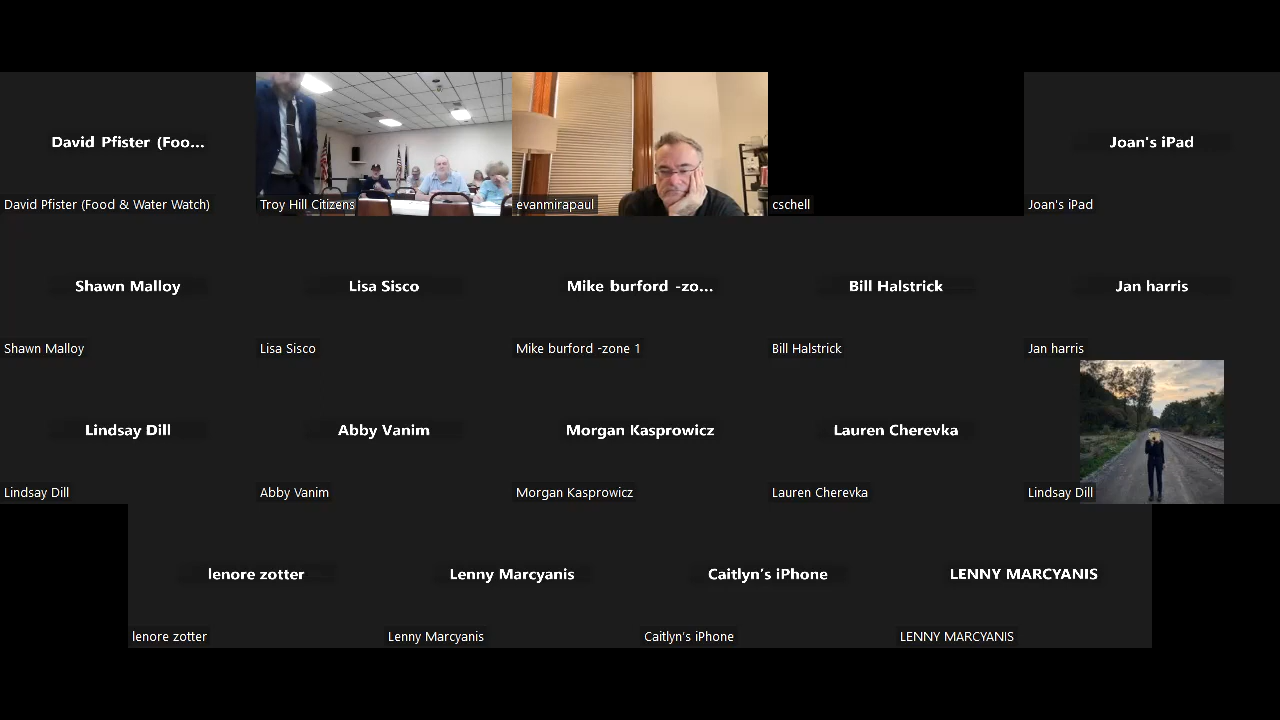 David Pfister (Foo...
David Pfister (Food & Water Watch)
Troy Hill Citizens
evanmirapaul
cschell
Joan's iPad
Joan's iPad
Shawn Malloy
Shawn Malloy
Lisa Sisco
Lisa Sisco
Mike burford -zo...
Mike burford -zone 1
Bill Halstrick
Bill Halstrick
Jan harris
Jan harris
Lindsay Dill
Lindsay Dill
Abby Vanim
Abby Vanim
Morgan Kasprowicz
Morgan Kasprowicz
Lauren Cherevka
Lauren Cherevka
Lindsay Dill
lenore zotter
lenore zotter
Lenny Marcyanis
Lenny Marcyanis
Caitlyn’s iPhone
Caitlyn's iPhone
LENNY MARCYANIS
LENNY MARCYANIS